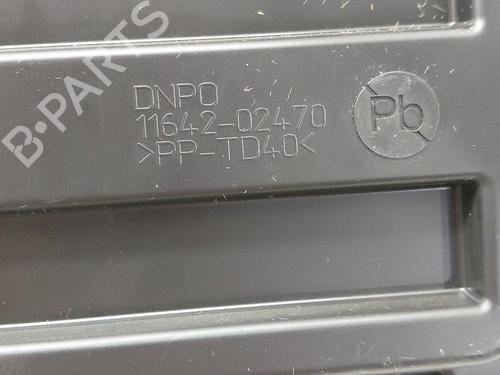 B-PARTS
DNPO
11642-02470
>PP-TD40<
Pb